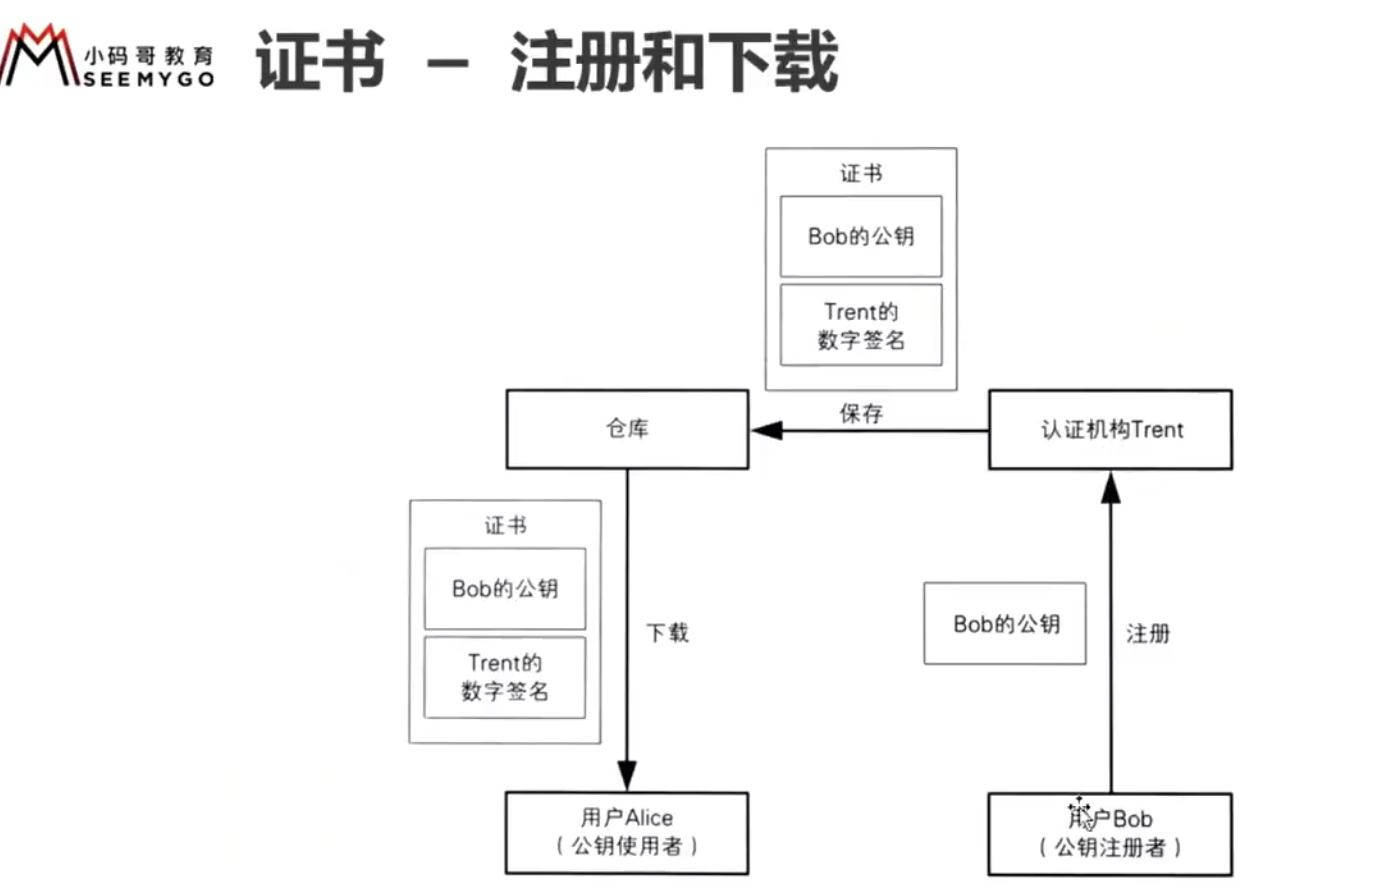 小码哥教育
SEEMYGO
证书 － 注册和下载
证书
Bob的公钥
Trent的
数字签名
仓库
保存
认证机构Trent
证书
Bob的公钥
Trent的
数字签名
下载
Bob的公钥
注册
用户Alice
（公钥使用者）
用户Bob
（公钥注册者）